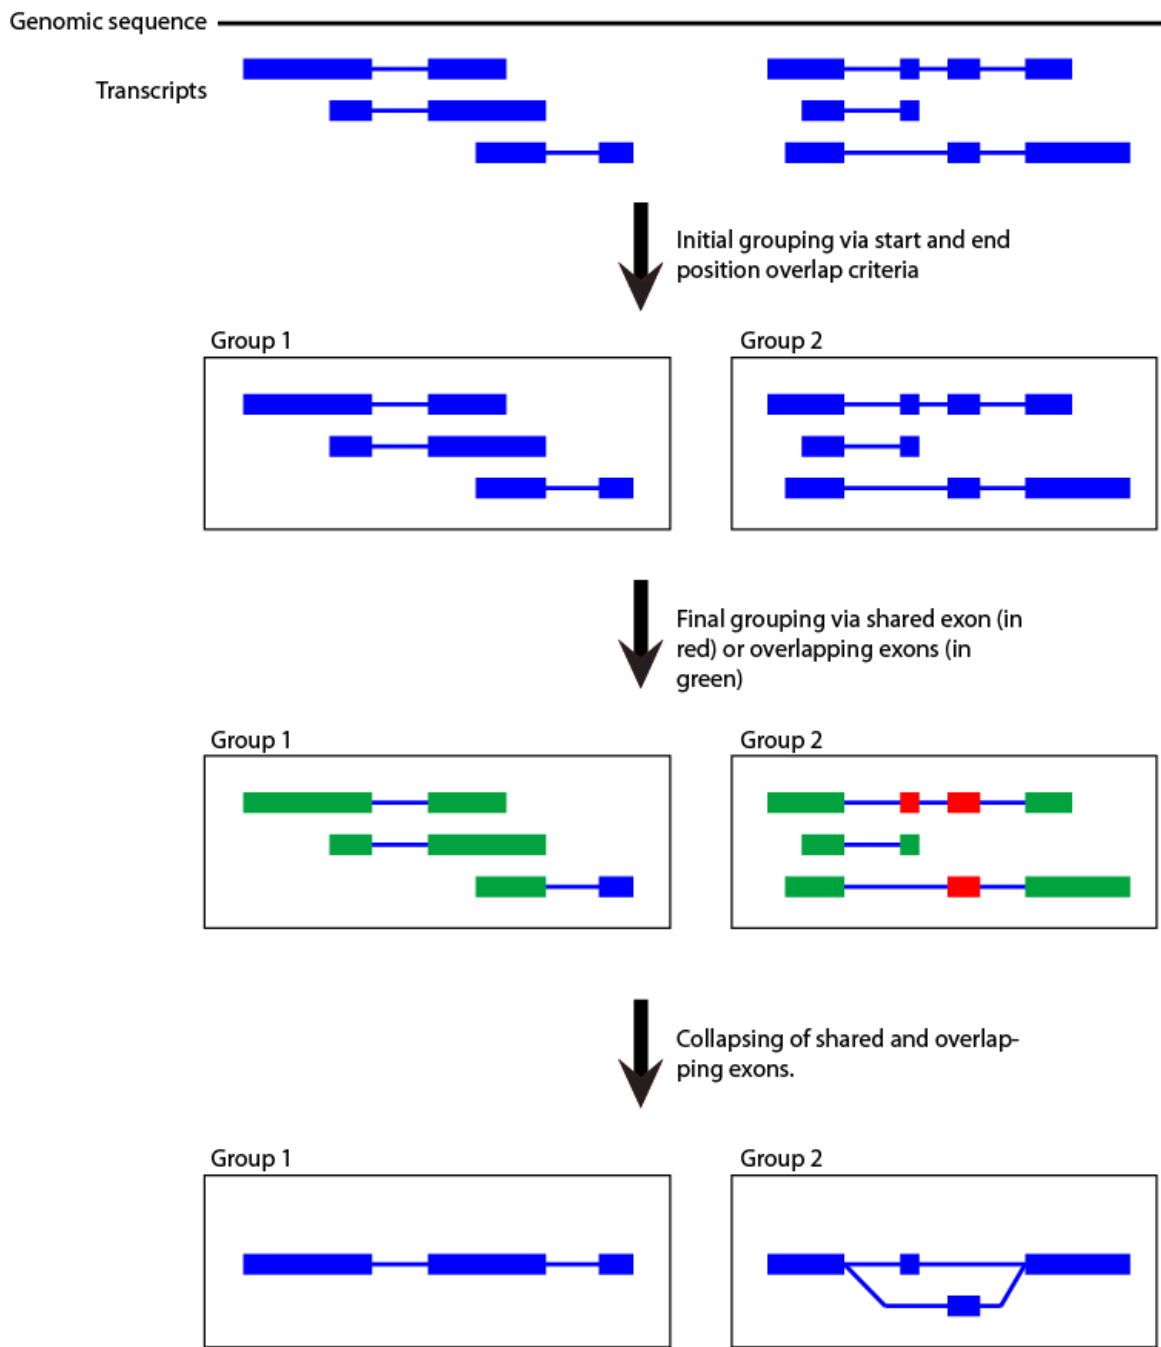 Genomic sequence
Transcripts
Initial grouping via start and end
position overlap criteria
Group 1
Group 2
Final grouping via shared exon (in
red) or overlapping exons (in
green)
Group 1
Group 2
Collapsing of shared and overlap-
ping exons.
Group 1
Group 2